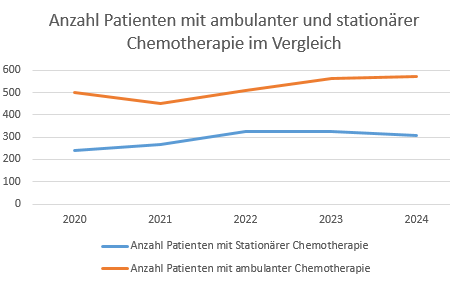 Anzahl Patienten mit ambulanter und stationärer
Chemotherapie im Vergleich
600
500
400
300
200
100
0
2020 2021 2022 2023 2024
Anzahl Patienten mit Stationärer Chemotherapie
Anzahl Patienten mit ambulanter Chemotherapie